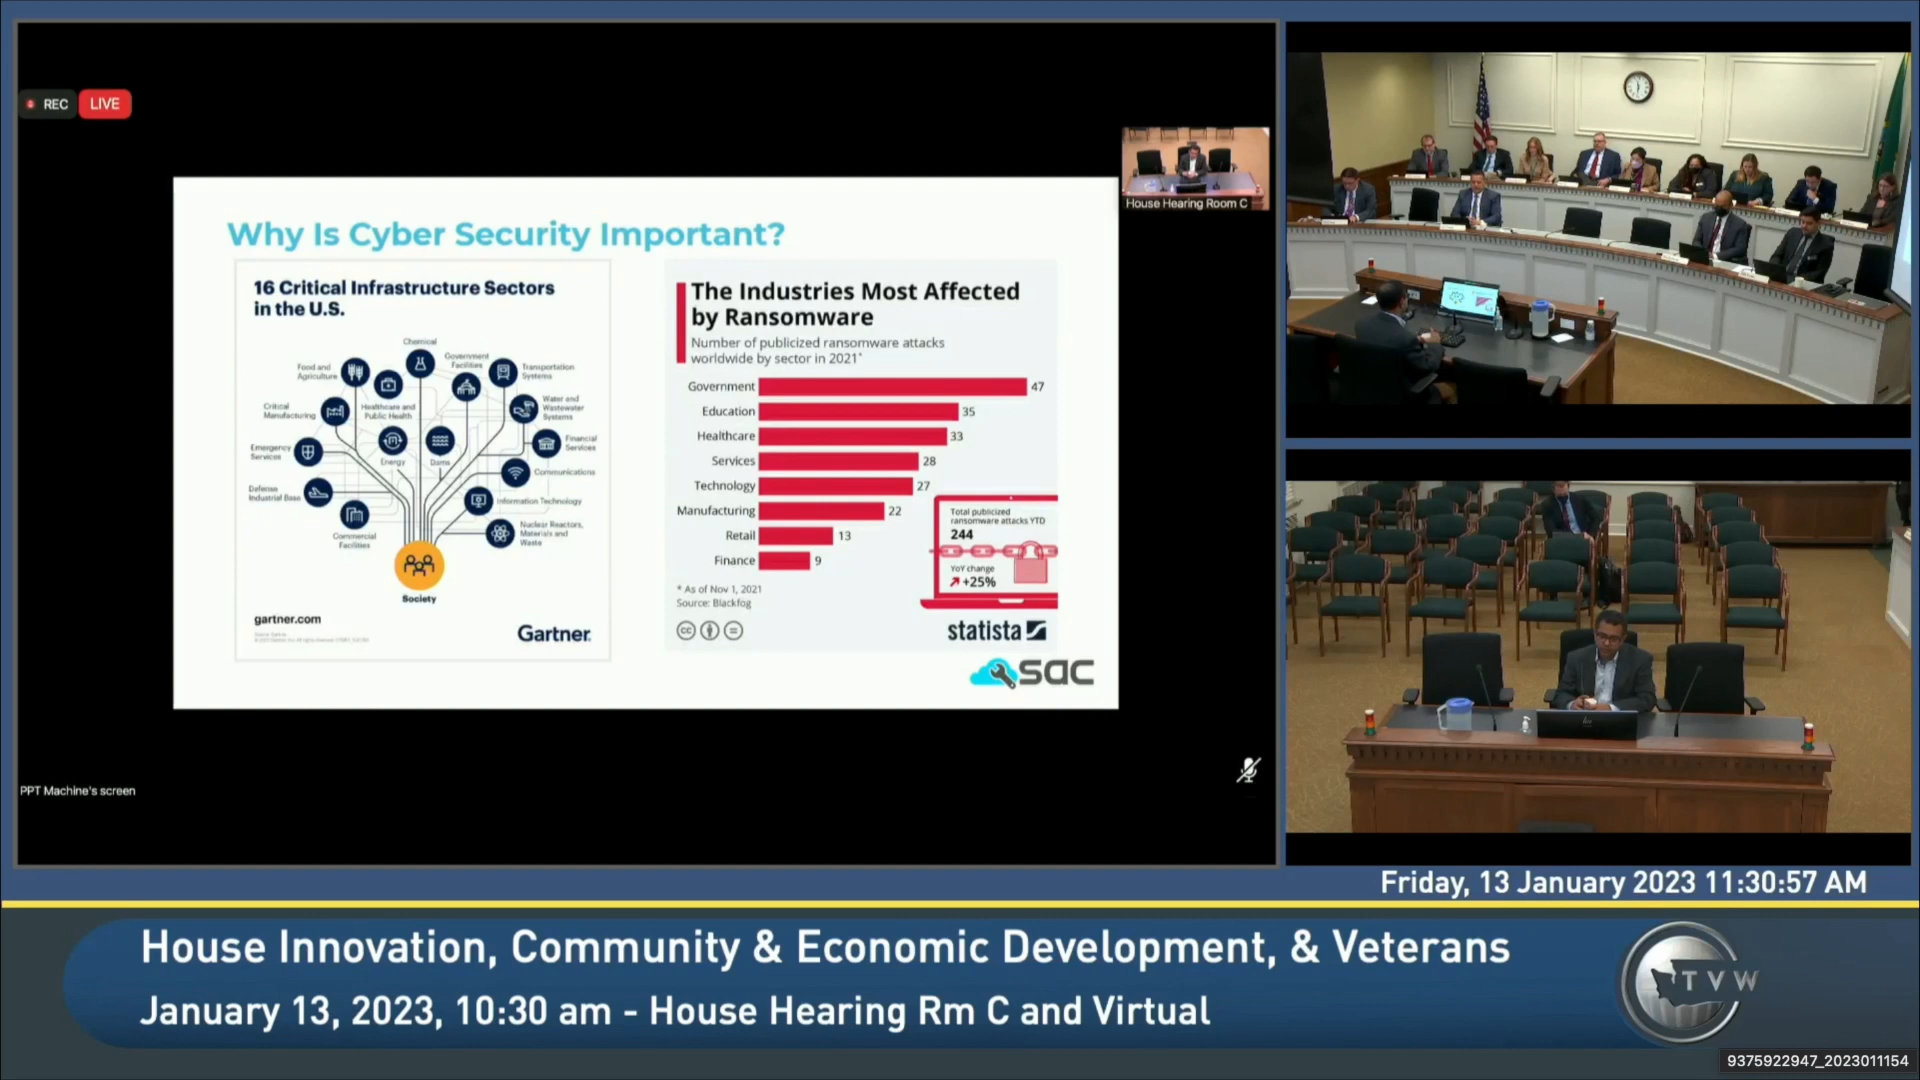 REC
LIVE
House Hearing Room C
Why Is Cyber Security Important?
16 Critical Infrastructure Sectors
in the U.S.
Chemical
Food and
Agriculture
Government
Facilities
Transportation
Systems
Critical
Manufacturing
Healthcare and
Public Health
Water and
Wastewater
Systems
Emergency
Services
Energy
Dams
Financial
Services
Communications
Defense
Industrial Base
Information Technology
Commercial
Facilities
Nuclear Reactors,
Materials and
Waste
Society
gartner.com
Gartner
The Industries Most Affected
by Ransomware
Number of publicized ransomware attacks
worldwide by sector in 2021*
Government 47
Education 35
Healthcare 33
Services 28
Technology 27
Manufacturing 22
Retail 13
Finance 9
Total publicized
ransomware attacks YTD
244
YoY change
+25%
* As of Nov 1, 2021
Source: Blackfog
statista
sac
PPT Machine's screen
Friday, 13 January 2023 11:30:57 AM
House Innovation, Community & Economic Development, & Veterans
January 13, 2023, 10:30 am - House Hearing Rm C and Virtual
TVW
9375922947_2023011154